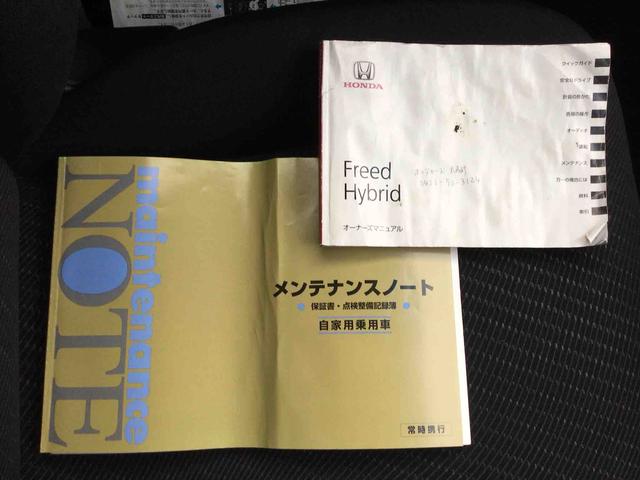 HONDA
Freed
Hybrid
オーナーズマニュアル
クイックガイド
安全なドライブ
計器の見かた
各部の操作
オーディオ
運転
メンテナンス
万一の場合には
資料
索引
maintenance
NOTE
メンテナンスノート
保証書・点検整備記録簿
自家用乗用車
常時携行